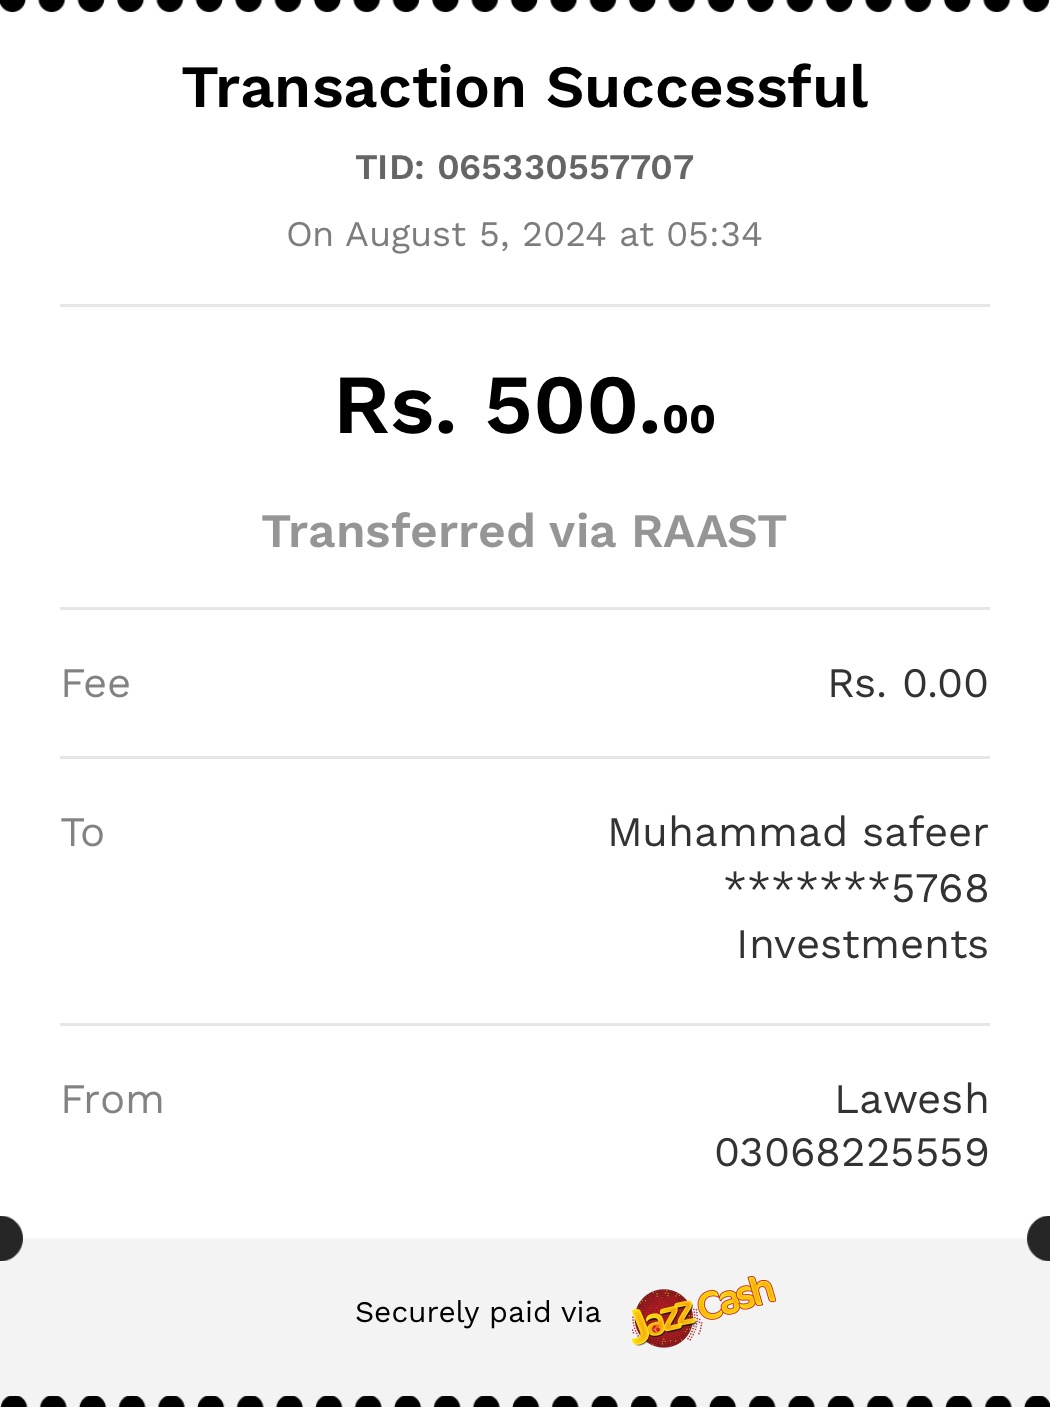 Transaction Successful
TID: 065330557707
On August 5, 2024 at 05:34
Rs. 500.00
Transferred via RAAST
Fee
Rs. 0.00
To
Muhammad safeer
*******5768
Investments
From
Lawesh
03068225559
Securely paid via
JazzCash